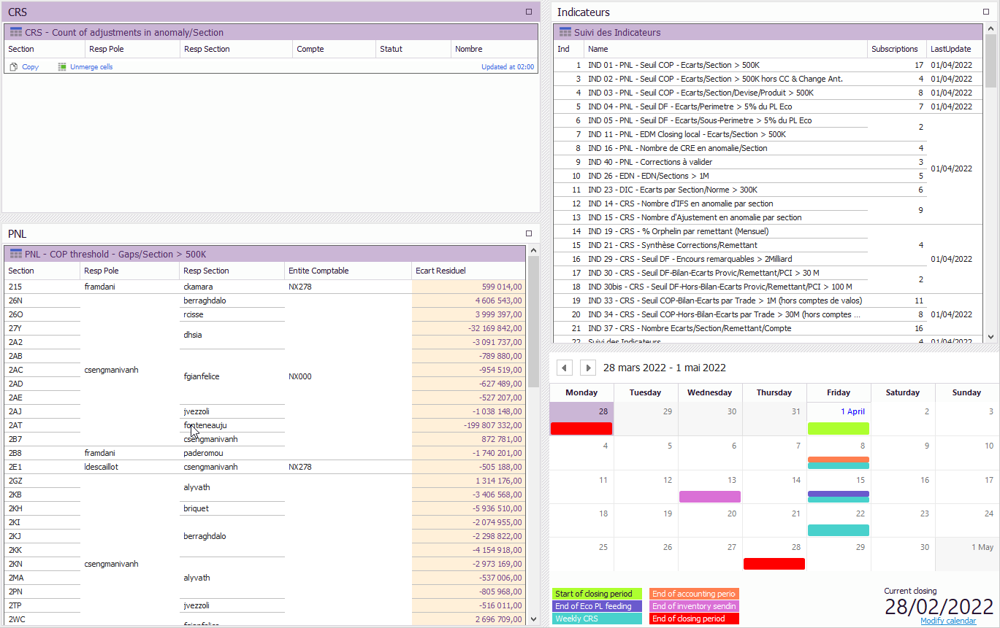 CRS
CRS - Count of adjustments in anomaly/Section
Section Resp Pole Resp Section Compte Statut Nombre
Copy Unmerge cells Updated at 02:00
PNL
PNL - COP threshold - Gaps/Section > 500K
Section Resp Pole Resp Section Entite Comptable Ecart Residuel
215 framdani ckamara NX278 599 014,00
26N berraghdalo 4 606 543,00
26O rcisse 3 999 397,00
27Y -32 169 842,00
dhsia
2A2 -3 091 737,00
2AB -789 880,00
2AC csengmanivanh -954 519,00
fgianfelice NX000
2AD -627 489,00
2AE -527 207,00
2AJ jvezzoli -1 038 148,00
2AT fonteneauju -199 807 332,00
2B7 csengmanivanh 872 781,00
2B8 framdani paderomou -1 740 201,00
2E1 ldescaillot csengmanivanh NX278 -505 188,00
2GZ 1 314 176,00
alyvath
2KB -3 406 568,00
2KH briquet -5 936 510,00
2KI -2 074 955,00
2KJ berraghdalo -2 298 822,00
2KK -4 154 918,00
2KN csengmanivanh -2 973 169,00
2MA alyvath -537 006,00
2PN -805 968,00
2TP jvezzoli -516 011,00
2WC 2 696 709,00
fgianfelice
Indicateurs
Suivi des Indicateurs
Ind Name Subscriptions LastUpdate
1 IND 01 - PNL - Seuil COP - Ecarts/Section > 500K 17 01/04/2022
3 IND 02 - PNL - Seuil COP - Ecarts/Section > 500K hors CC & Change Ant. 4 01/04/2022
4 IND 03 - PNL - Seuil COP - Ecarts/Section/Devise/Produit > 500K 8 01/04/2022
5 IND 04 - PNL - Seuil DF - Ecarts/Perimetre > 5% du PL Eco 7 01/04/2022
6 IND 05 - PNL - Seuil DF - Ecarts/Sous-Perimetre > 5% du PL Eco
2
7 IND 11 - PNL - EDM Closing local - Ecarts/Section > 500K
8 IND 16 - PNL - Nombre de CRE en anomalie/Section 4
9 IND 40 - PNL - Corrections à valider 3
01/04/2022
10 IND 26 - EDN - EDN/Sections > 1M 5
11 IND 23 - DIC - Ecarts par Section/Norme > 300K 6
12 IND 14 - CRS - Nombre d'IFS en anomalie par section
9
13 IND 15 - CRS - Nombre d'Ajustement en anomalie par section
14 IND 19 - CRS - % Orphelin par remettant (Mensuel)
15 IND 21 - CRS - Synthèse Corrections/Remettant 4
16 IND 29 - CRS - Seuil DF - Encours remarquables > 2Milliard 01/04/2022
17 IND 30 - CRS - Seuil DF-Bilan-Ecarts Provic/Remettant/PCI > 30 M
2
18 IND 30bis - CRS - Seuil DF-Hors-Bilan-Ecarts Provic/Remettant/PCI > 100 M
19 IND 33 - CRS - Seuil COP-Bilan-Ecarts par Trade > 1M (hors comptes de valos) 11
20 IND 34 - CRS - Seuil COP-Hors-Bilan-Ecarts par Trade > 30M (hors comptes ... 8 01/04/2022
21 IND 37 - CRS - Nombre Ecarts/Section/Remettant/Compte 16
22 Suivi des Indicateurs 4 01/04/2022
28 mars 2022 - 1 mai 2022
Monday Tuesday Wednesday Thursday Friday Saturday Sunday
28 29 30 31 1 April 2 3
4 5 6 7 8 9 10
11 12 13 14 15 16 17
18 19 20 21 22 23 24
25 26 27 28 29 30 1 May
Start of closing period End of accounting perio
End of Eco PL feeding End of inventory sendin
Weekly CRS End of closing period
Current closing
28/02/2022
Modify calendar